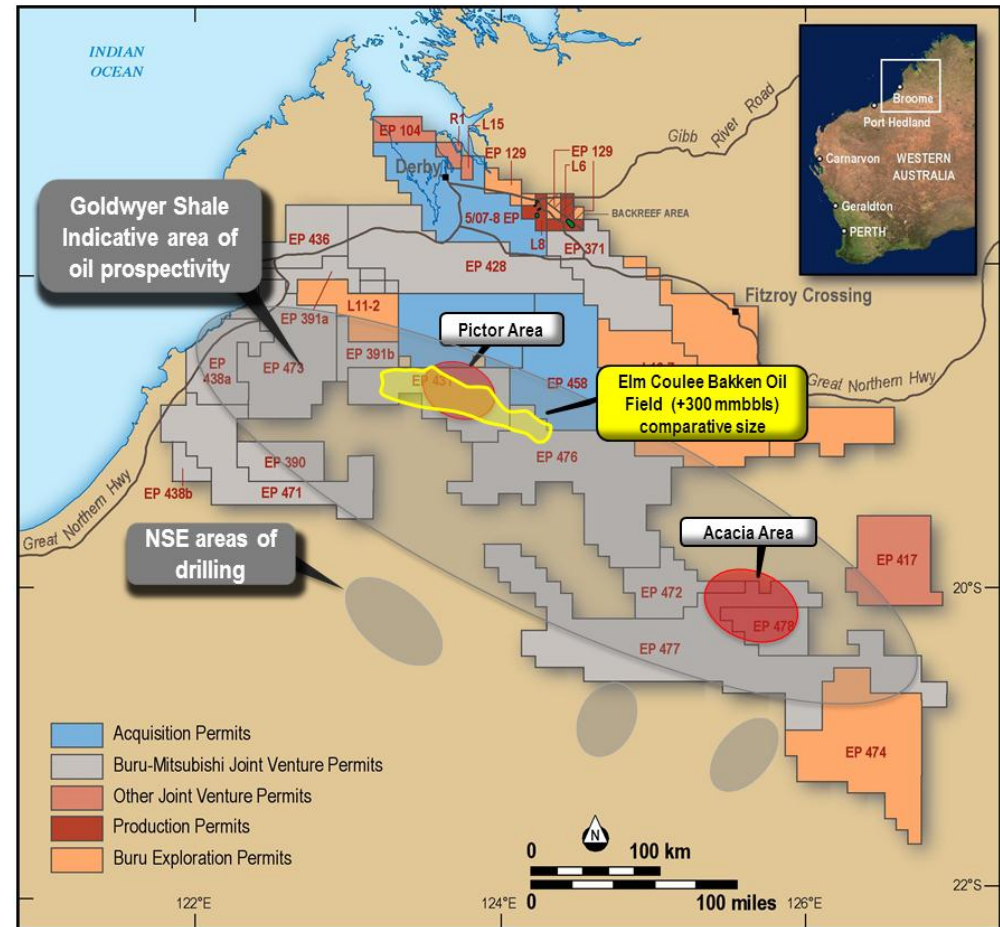 INDIAN
OCEAN
Broome
Port Hedland
Carnarvon
WESTERN
AUSTRALIA
Geraldton
PERTH
Gibb
River Road
R1
L15
EP 104
EP 129
EP 129
L6
Derby
BACKREEF AREA
5/07-8 EP
L8
EP 371
Goldwyer Shale
Indicative area of
oil prospectivity
EP 436
EP 428
Fitzroy Crossing
L11-2
EP 391a
Pictor Area
EP 391b
EP
438a
EP 473
EP 431
EP 458
Great Northern Hwy
Elm Coulee Bakken Oil
Field (+300 mmbbls)
comparative size
EP 390
EP 476
EP 438b
EP 471
Great Northern Hwy
NSE areas of
drilling
Acacia Area
EP 417
EP 472
20°S
EP 478
EP 477
EP 474
Acquisition Permits
Buru-Mitsubishi Joint Venture Permits
Other Joint Venture Permits
Production Permits
Buru Exploration Permits
N
0 100 km
0 100 miles
22°S
122°E
124°E
126°E